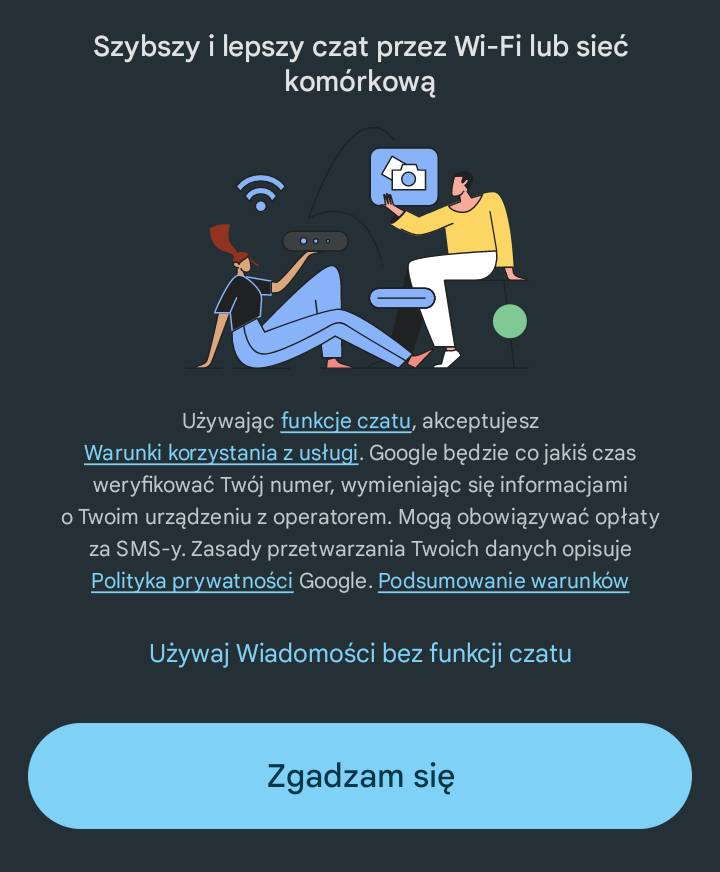 Szybszy i lepszy czat przez Wi-Fi lub sieć
komórkową
Używając funkcje czatu, akceptujesz
Warunki korzystania z usługi. Google będzie co jakiś czas
weryfikować Twój numer, wymieniając się informacjami
o Twoim urządzeniu z operatorem. Mogą obowiązywać opłaty
za SMS-y. Zasady przetwarzania Twoich danych opisuje
Polityka prywatności Google. Podsumowanie warunków
Używaj Wiadomości bez funkcji czatu
Zgadzam się